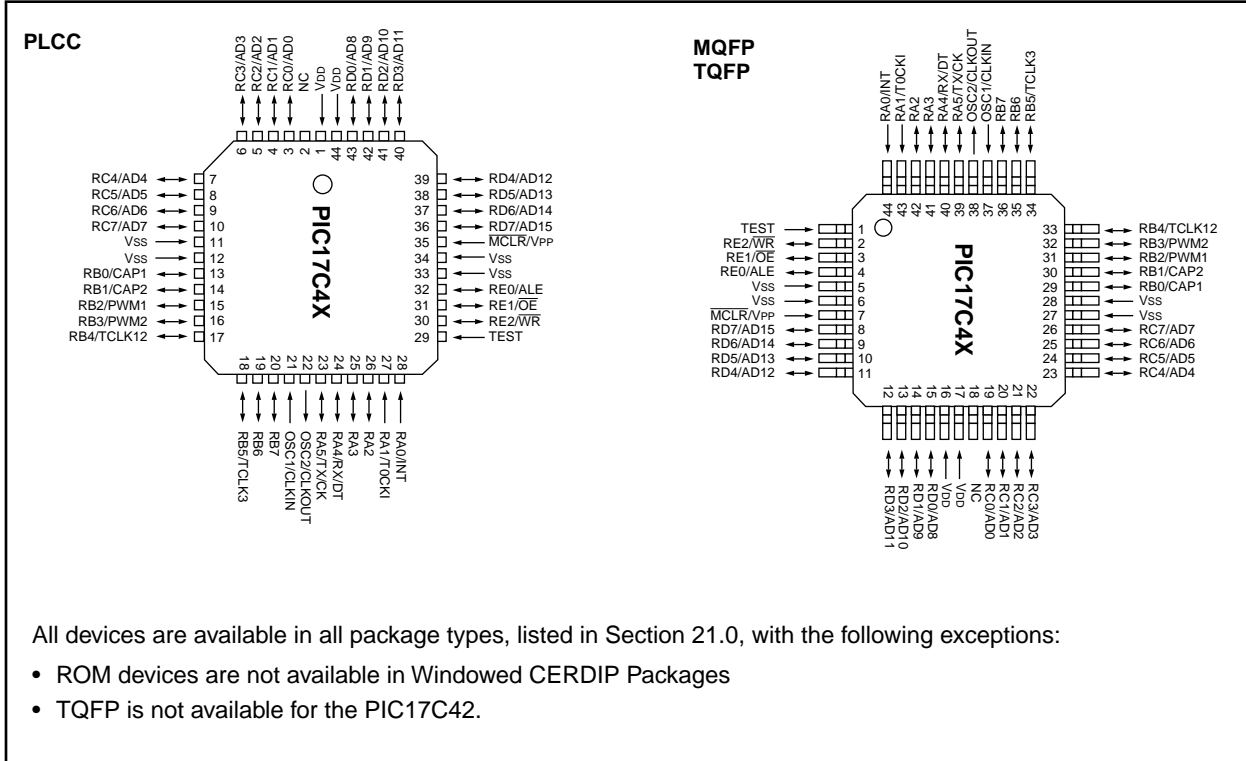 PLCC
RC3/AD3
RC2/AD2
RC1/AD1
RC0/AD0
NC
VDD
VDD
RD0/AD8
RD1/AD9
RD2/AD10
RD3/AD11
6 5 4 3 2 1 44 43 42 41 40
RC4/AD4 7
RC5/AD5 8
RC6/AD6 9
RC7/AD7 10
VSS 11
VSS 12
RB0/CAP1 13
RB1/CAP2 14
RB2/PWM1 15
RB3/PWM2 16
RB4/TCLK12 17
PIC17C4X
39 RD4/AD12
38 RD5/AD13
37 RD6/AD14
36 RD7/AD15
35 MCLR/VPP
34 VSS
33 VSS
32 RE0/ALE
31 RE1/OE
30 RE2/WR
29 TEST
18 19 20 21 22 23 24 25 26 27 28
RB5/TCLK3
RB6
RB7
OSC1/CLKIN
OSC2/CLKOUT
RA5/TX/CK
RA4/RX/DT
RA3
RA2
RA1/T0CKI
RA0/INT
MQFP
TQFP
RA0/INT
RA1/T0CKI
RA2
RA3
RA4/RX/DT
RA5/TX/CK
OSC2/CLKOUT
OSC1/CLKIN
RB7
RB6
RB5/TCLK3
44 43 42 41 40 39 38 37 36 35 34
TEST 1
RE2/WR 2
RE1/OE 3
RE0/ALE 4
VSS 5
VSS 6
MCLR/VPP 7
RD7/AD15 8
RD6/AD14 9
RD5/AD13 10
RD4/AD12 11
PIC17C4X
33 RB4/TCLK12
32 RB3/PWM2
31 RB2/PWM1
30 RB1/CAP2
29 RB0/CAP1
28 VSS
27 VSS
26 RC7/AD7
25 RC6/AD6
24 RC5/AD5
23 RC4/AD4
12 13 14 15 16 17 18 19 20 21 22
RD3/AD11
RD2/AD10
RD1/AD9
RD0/AD8
VDD
VDD
NC
RC0/AD0
RC1/AD1
RC2/AD2
RC3/AD3
All devices are available in all package types, listed in Section 21.0, with the following exceptions:
• ROM devices are not available in Windowed CERDIP Packages
• TQFP is not available for the PIC17C42.